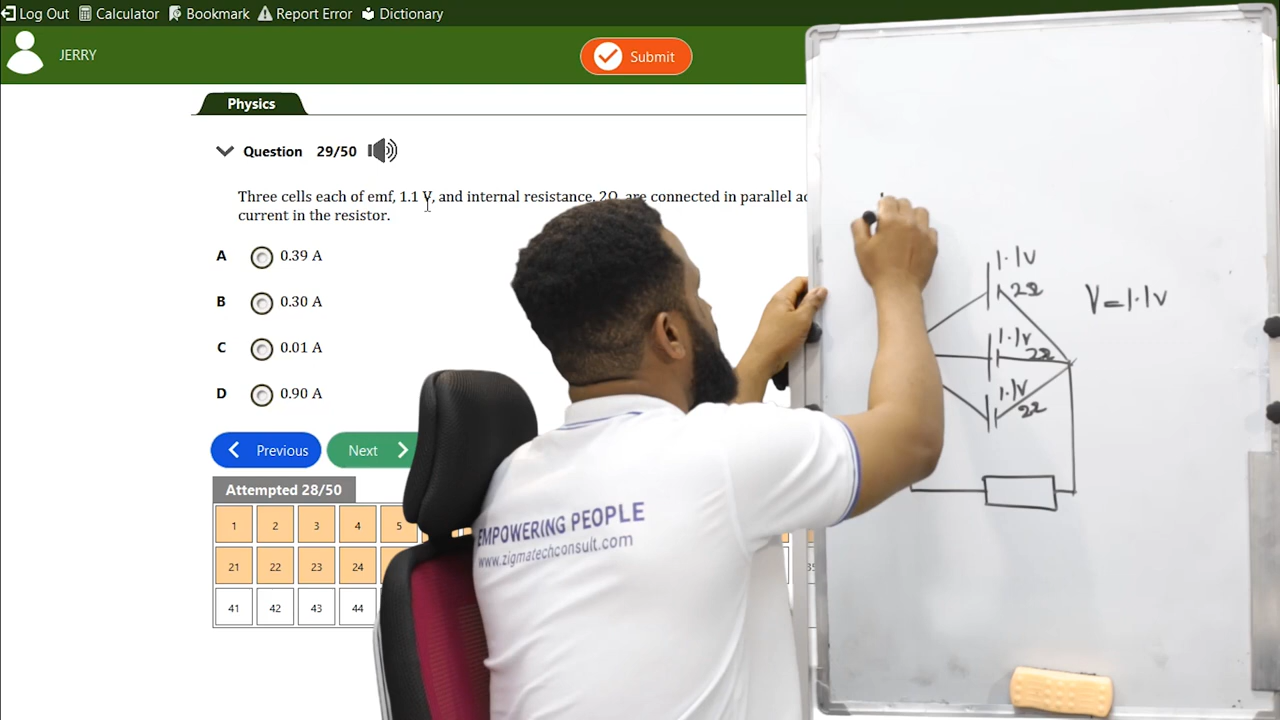 Log Out Calculator Bookmark Report Error Dictionary
JERRY
Submit
Physics
Question 29/50
Three cells each of emf, 1.1 V, and internal resistance, 2Ω, are connected in parallel
current in the resistor.
A 0.39 A
B 0.30 A
C 0.01 A
D 0.90 A
Previous Next
Attempted 28/50
1 2 3 4 5
21 22 23 24
41 42 43 44
EMPOWERING PEOPLE
www.zigmatechconsult.com
1.1V
2Ω
1.1V
2Ω
1.1V
2Ω
V=1.1V